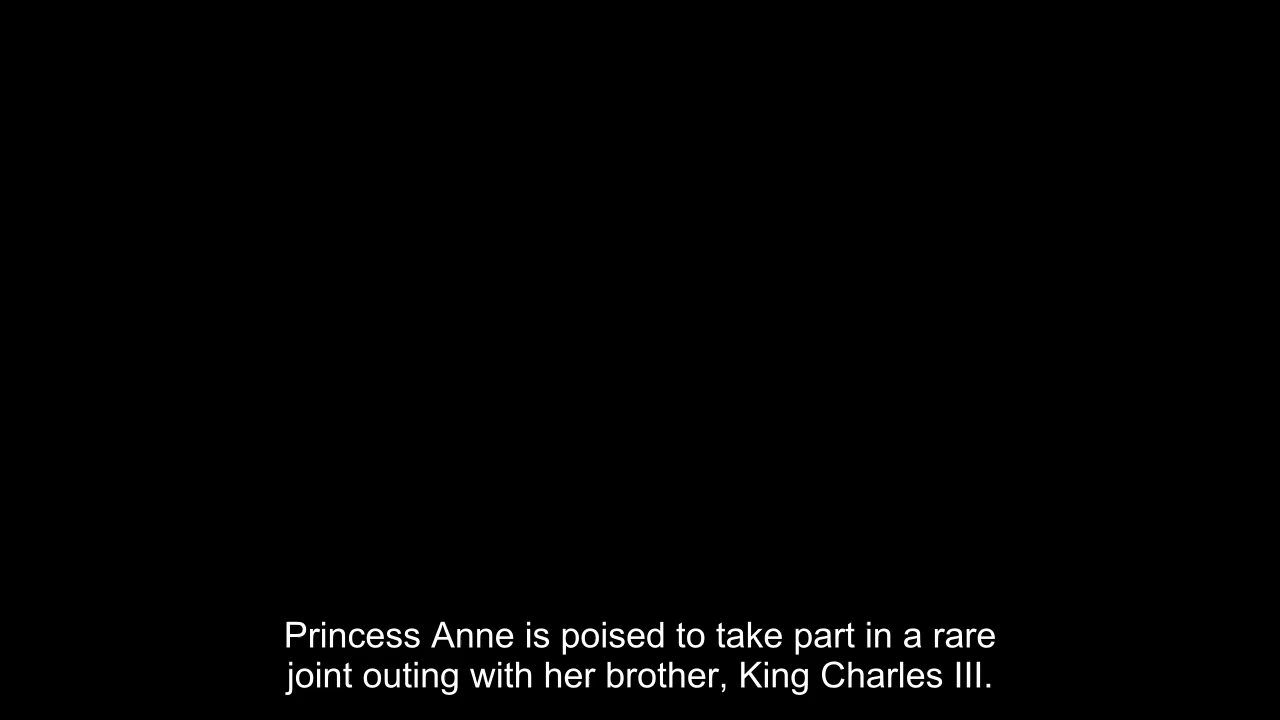 Princess Anne is poised to take part in a rare
joint outing with her brother, King Charles III.